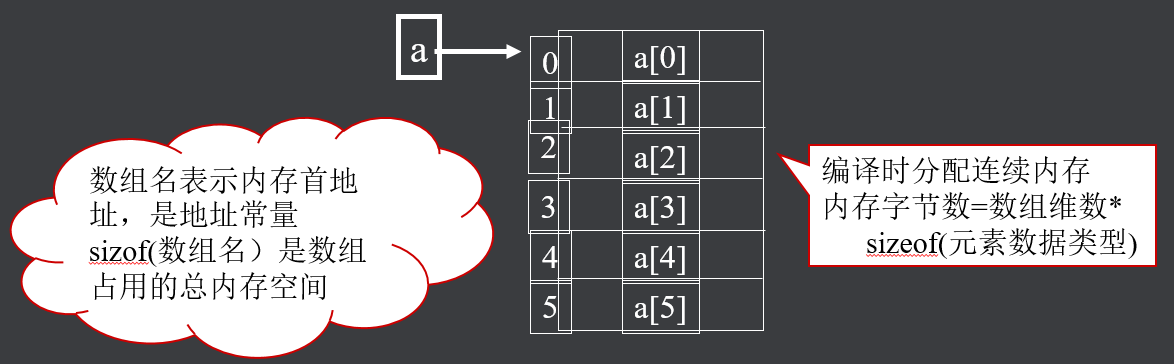 a
0 a[0]
1 a[1]
2 a[2]
3 a[3]
4 a[4]
5 a[5]
数组名表示内存首地
址，是地址常量
sizof(数组名）是数组
占用的总内存空间
编译时分配连续内存
内存字节数=数组维数*
sizeof(元素数据类型)